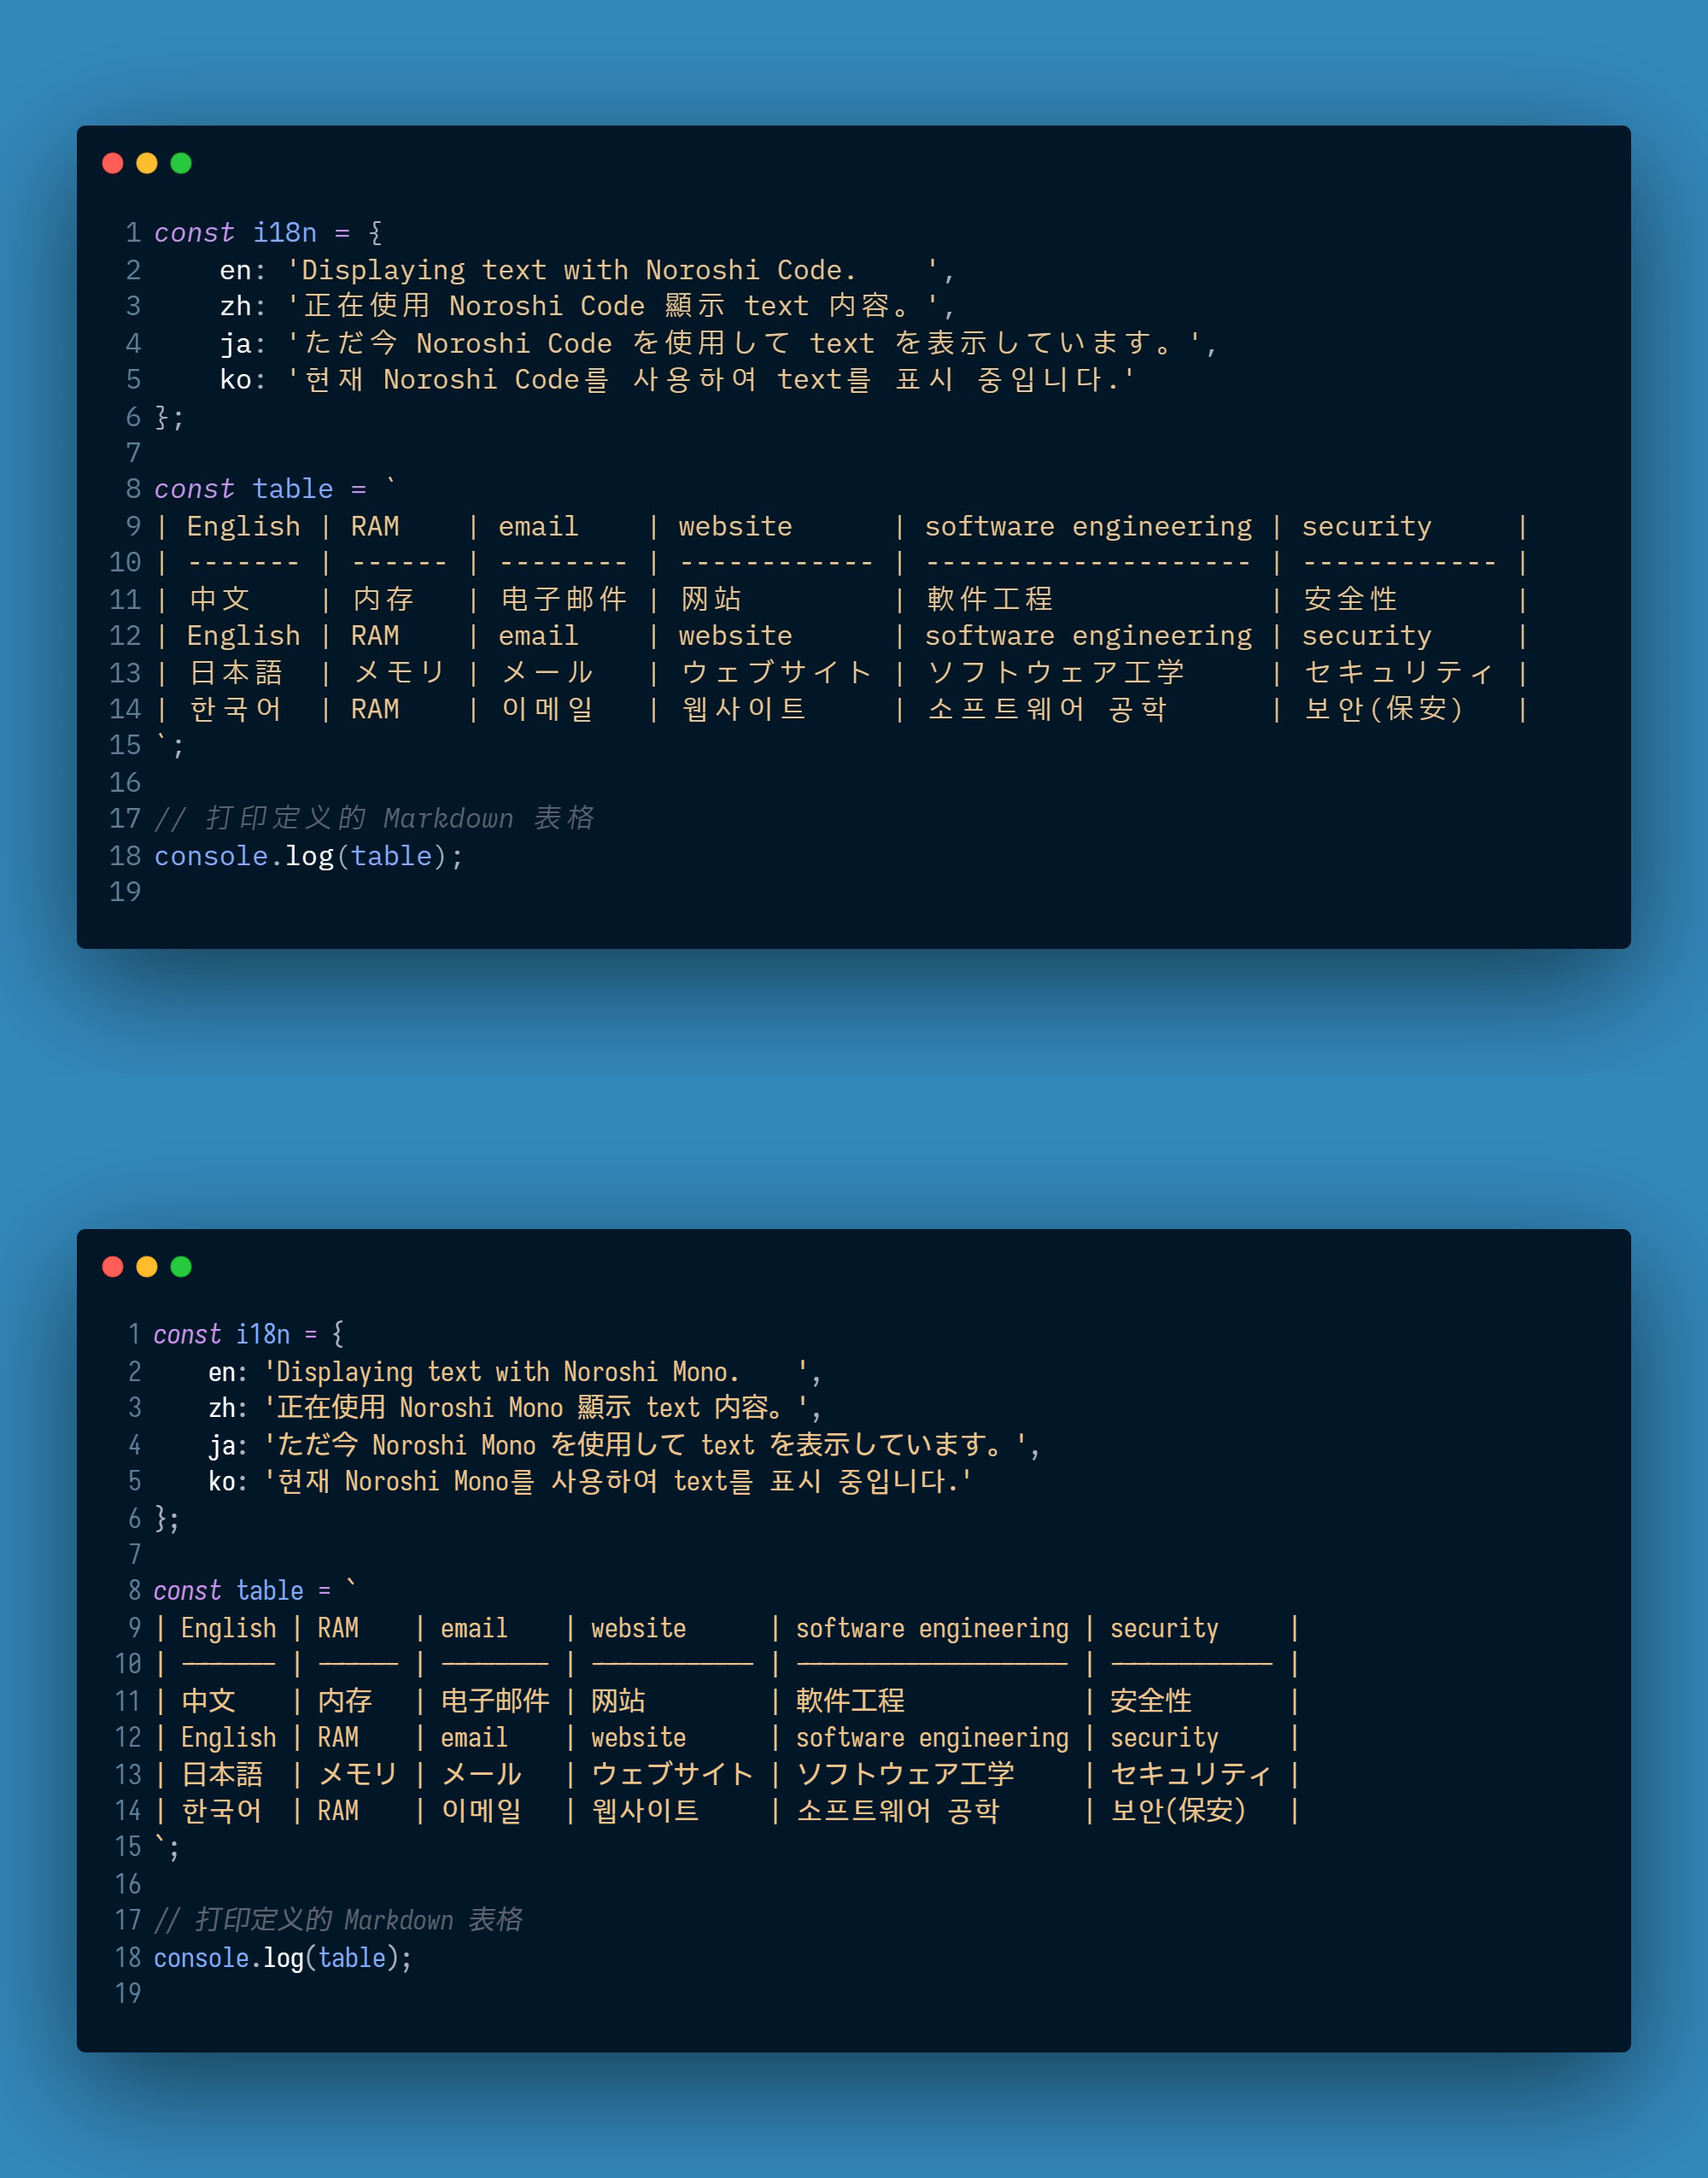 1 const i18n = {
2     en: 'Displaying text with Noroshi Code.    ',
3     zh: '正在使用 Noroshi Code 顯示 text 内容。',
4     ja: 'ただ今 Noroshi Code を使用して text を表示しています。',
5     ko: '현재 Noroshi Code를 사용하여 text를 표시 중입니다.'
6 };
7
8 const table = `
9 | English | RAM    | email    | website      | software engineering | security     |
10 | ------- | ------ | -------- | ------------ | -------------------- | ------------ |
11 | 中文    | 内存   | 电子邮件 | 网站         | 軟件工程             | 安全性       |
12 | English | RAM    | email    | website      | software engineering | security     |
13 | 日本語  | メモリ | メール   | ウェブサイト | ソフトウェア工学     | セキュリティ |
14 | 한국어  | RAM    | 이메일   | 웹사이트     | 소프트웨어 공학      | 보안(保安)   |
15 `;
16
17 // 打印定义的 Markdown 表格
18 console.log(table);
19
1 const i18n = {
2     en: 'Displaying text with Noroshi Mono.    ',
3     zh: '正在使用 Noroshi Mono 顯示 text 内容。',
4     ja: 'ただ今 Noroshi Mono を使用して text を表示しています。',
5     ko: '현재 Noroshi Mono를 사용하여 text를 표시 중입니다.'
6 };
7
8 const table = `
9 | English | RAM    | email    | website      | software engineering | security     |
10 | ------- | ------ | -------- | ------------ | -------------------- | ------------ |
11 | 中文    | 内存   | 电子邮件 | 网站         | 軟件工程             | 安全性       |
12 | English | RAM    | email    | website      | software engineering | security     |
13 | 日本語  | メモリ | メール   | ウェブサイト | ソフトウェア工学     | セキュリティ |
14 | 한국어  | RAM    | 이메일   | 웹사이트     | 소프트웨어 공학      | 보안(保安)   |
15 `;
16
17 // 打印定义的 Markdown 表格
18 console.log(table);
19